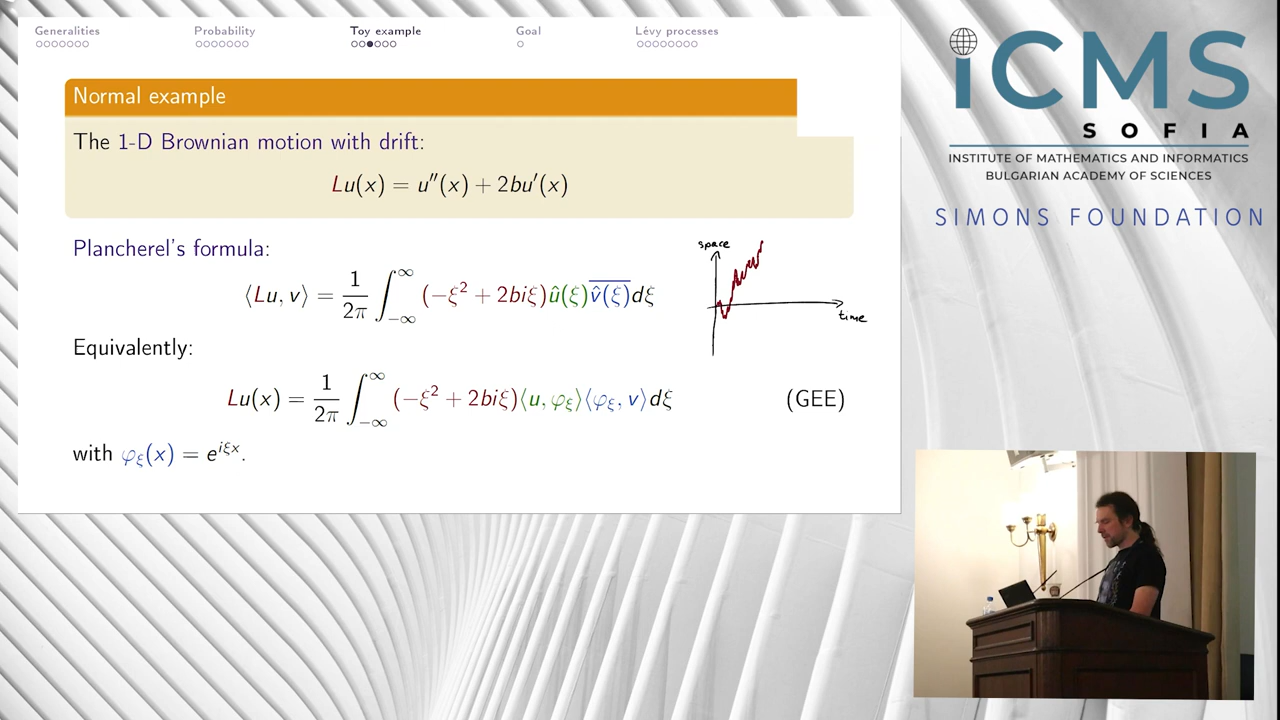 Generalities Probability Toy example Goal Lévy processes
Normal example
The 1-D Brownian motion with drift:
Lu(x) = u″(x) + 2bu′(x)
Plancherel's formula:
⟨Lu, v⟩ = 1/2π ∫_{-∞}^{∞} (−ξ² + 2biξ)û(ξ)\overline{v̂(ξ)}dξ
space
time
Equivalently:
Lu(x) = 1/2π ∫_{-∞}^{∞} (−ξ² + 2biξ)⟨u, φ_ξ⟩⟨φ_ξ, v⟩dξ (GEE)
with φ_ξ(x) = e^{iξx}.
iCMS
SOFIA
INSTITUTE OF MATHEMATICS AND INFORMATICS
BULGARIAN ACADEMY OF SCIENCES
SIMONS FOUNDATION